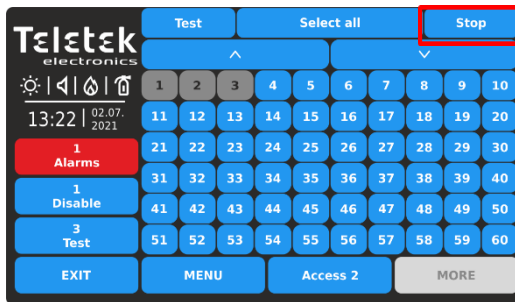 Teletek
electronics
Test Select all Stop
1 2 3 4 5 6 7 8 9 10
13:22 02.07. 2021
11 12 13 14 15 16 17 18 19 20
1
Alarms
21 22 23 24 25 26 27 28 29 30
31 32 33 34 35 36 37 38 39 40
1
Disable
41 42 43 44 45 46 47 48 49 50
3
Test
51 52 53 54 55 56 57 58 59 60
EXIT MENU Access 2 MORE